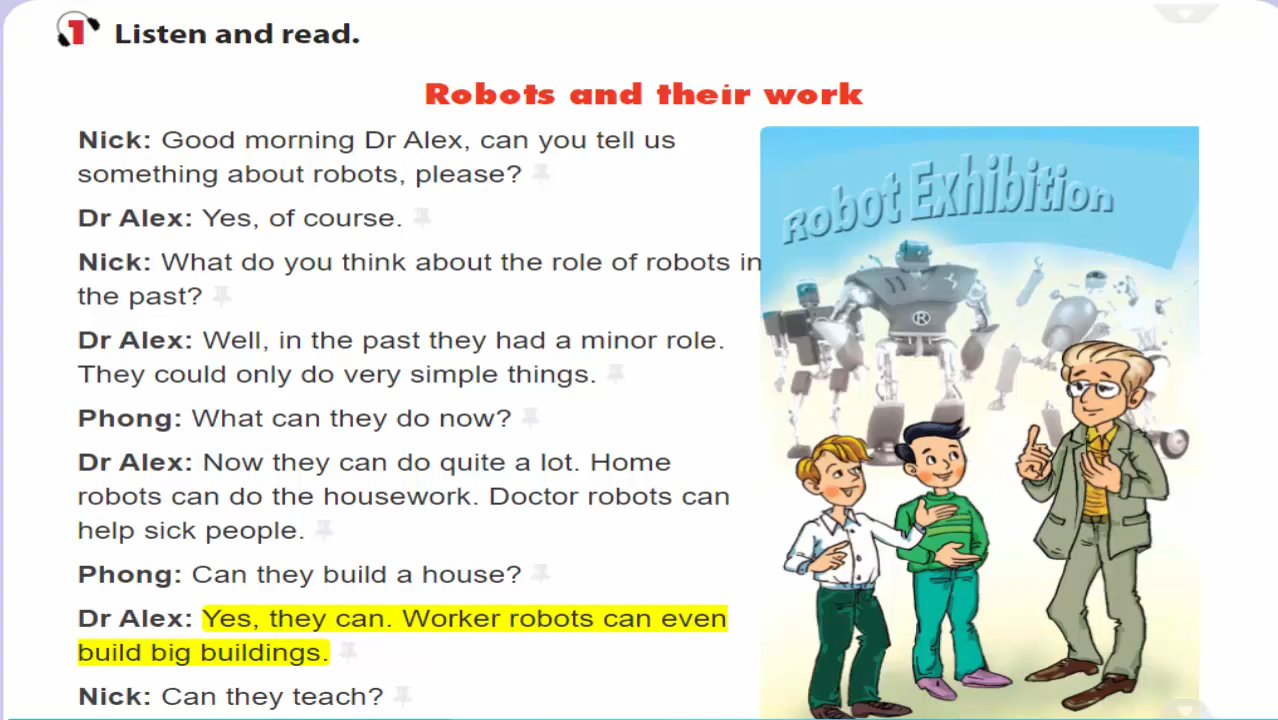 1 Listen and read.
Robots and their work
Nick: Good morning Dr Alex, can you tell us
something about robots, please?
Dr Alex: Yes, of course.
Nick: What do you think about the role of robots in
the past?
Dr Alex: Well, in the past they had a minor role.
They could only do very simple things.
Phong: What can they do now?
Dr Alex: Now they can do quite a lot. Home
robots can do the housework. Doctor robots can
help sick people.
Phong: Can they build a house?
Dr Alex: Yes, they can. Worker robots can even
build big buildings.
Nick: Can they teach?
Robot Exhibition
R